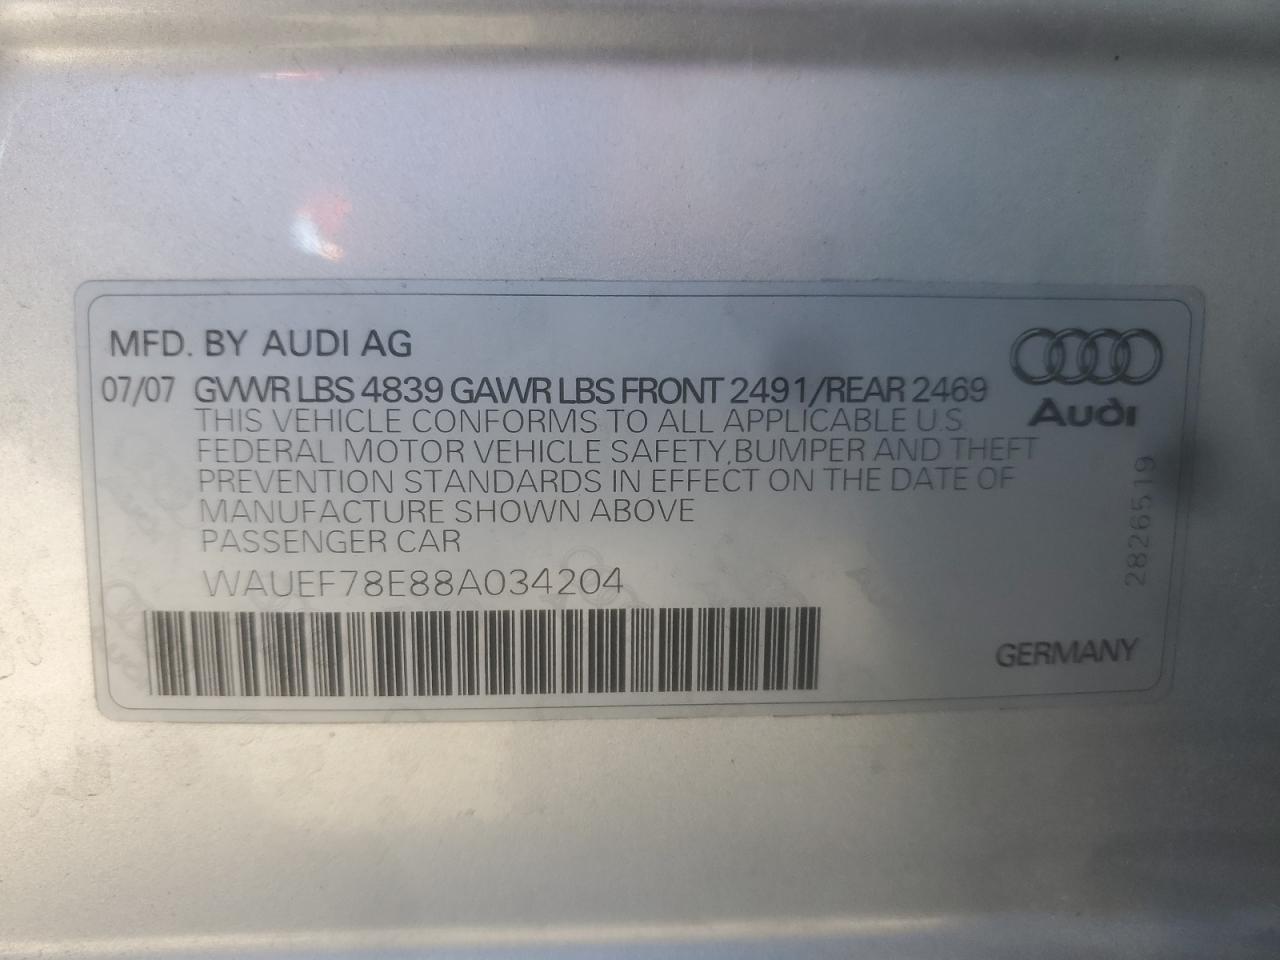 MFD. BY AUDI AG
07/07 GVWR LBS 4839 GAWR LBS FRONT 2491/REAR 2469
THIS VEHICLE CONFORMS TO ALL APPLICABLE U.S
FEDERAL MOTOR VEHICLE SAFETY,BUMPER AND THEFT
PREVENTION STANDARDS IN EFFECT ON THE DATE OF
MANUFACTURE SHOWN ABOVE
PASSENGER CAR
WAUEF78E88A034204
Audi
2826519
GERMANY